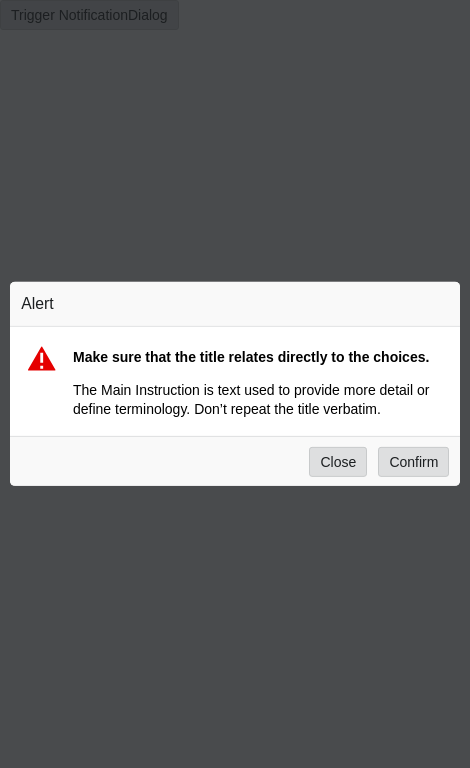 Trigger NotificationDialog
Alert
Make sure that the title relates directly to the choices.
The Main Instruction is text used to provide more detail or
define terminology. Don’t repeat the title verbatim.
Close
Confirm